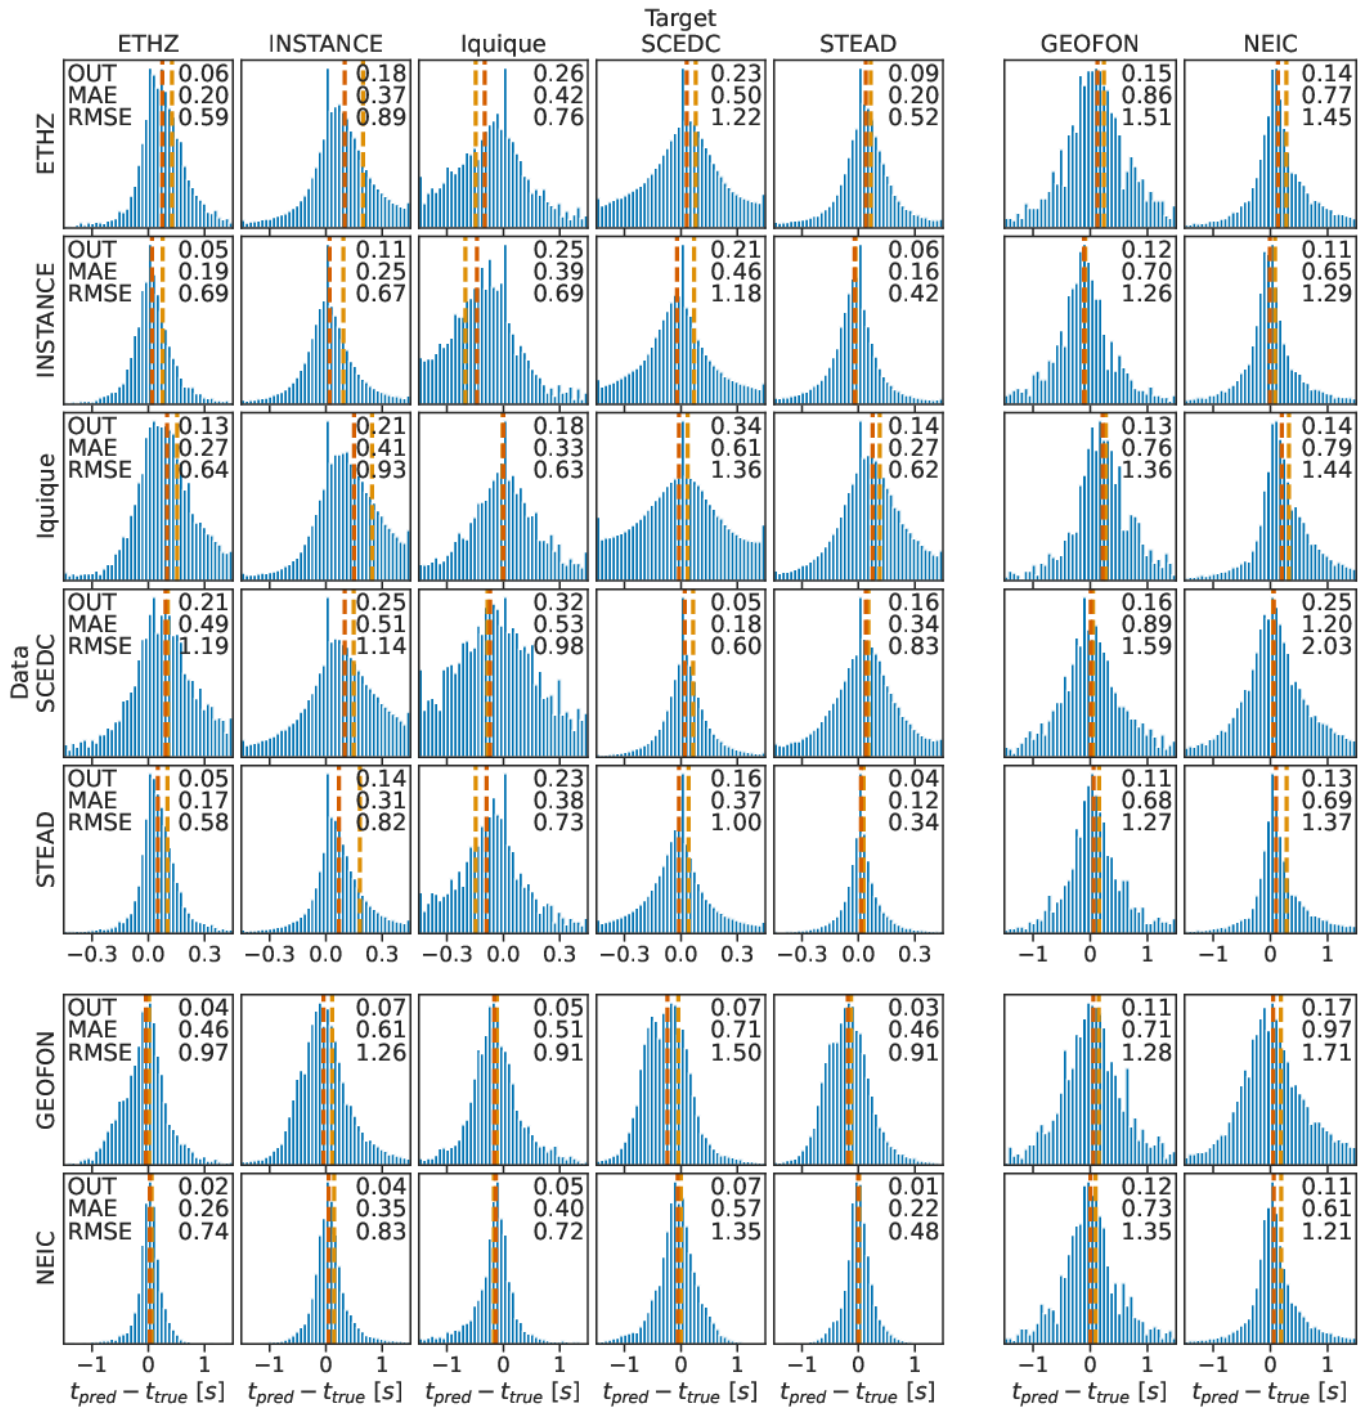 Target
ETHZ INSTANCE Iquique SCEDC STEAD GEOFON NEIC
ETHZ
OUT 0.06 0.18 0.26 0.23 0.09 0.15 0.14
MAE 0.20 0.37 0.42 0.50 0.20 0.86 0.77
RMSE 0.59 0.89 0.76 1.22 0.52 1.51 1.45
INSTANCE
OUT 0.05 0.11 0.25 0.21 0.06 0.12 0.11
MAE 0.19 0.25 0.39 0.46 0.16 0.70 0.65
RMSE 0.69 0.67 0.69 1.18 0.42 1.26 1.29
Iquique
OUT 0.13 0.21 0.18 0.34 0.14 0.13 0.14
MAE 0.27 0.41 0.33 0.61 0.27 0.76 0.79
RMSE 0.64 0.93 0.63 1.36 0.62 1.36 1.44
Data
SCEDC
OUT 0.21 0.25 0.32 0.05 0.16 0.16 0.25
MAE 0.49 0.51 0.53 0.18 0.34 0.89 1.20
RMSE 1.19 1.14 0.98 0.60 0.83 1.59 2.03
STEAD
OUT 0.05 0.14 0.23 0.16 0.04 0.11 0.13
MAE 0.17 0.31 0.38 0.37 0.12 0.68 0.69
RMSE 0.58 0.82 0.73 1.00 0.34 1.27 1.37
−0.3 0.0 0.3 −0.3 0.0 0.3 −0.3 0.0 0.3 −0.3 0.0 0.3 −0.3 0.0 0.3 −1 0 1 −1 0 1
GEOFON
OUT 0.04 0.07 0.05 0.07 0.03 0.11 0.17
MAE 0.46 0.61 0.51 0.71 0.46 0.71 0.97
RMSE 0.97 1.26 0.91 1.50 0.91 1.28 1.71
NEIC
OUT 0.02 0.04 0.05 0.07 0.01 0.12 0.11
MAE 0.26 0.35 0.40 0.57 0.22 0.73 0.61
RMSE 0.74 0.83 0.72 1.35 0.48 1.35 1.21
−1 0 1 −1 0 1 −1 0 1 −1 0 1 −1 0 1 −1 0 1 −1 0 1
t_pred − t_true [s] t_pred − t_true [s] t_pred − t_true [s] t_pred − t_true [s] t_pred − t_true [s] t_pred − t_true [s] t_pred − t_true [s]